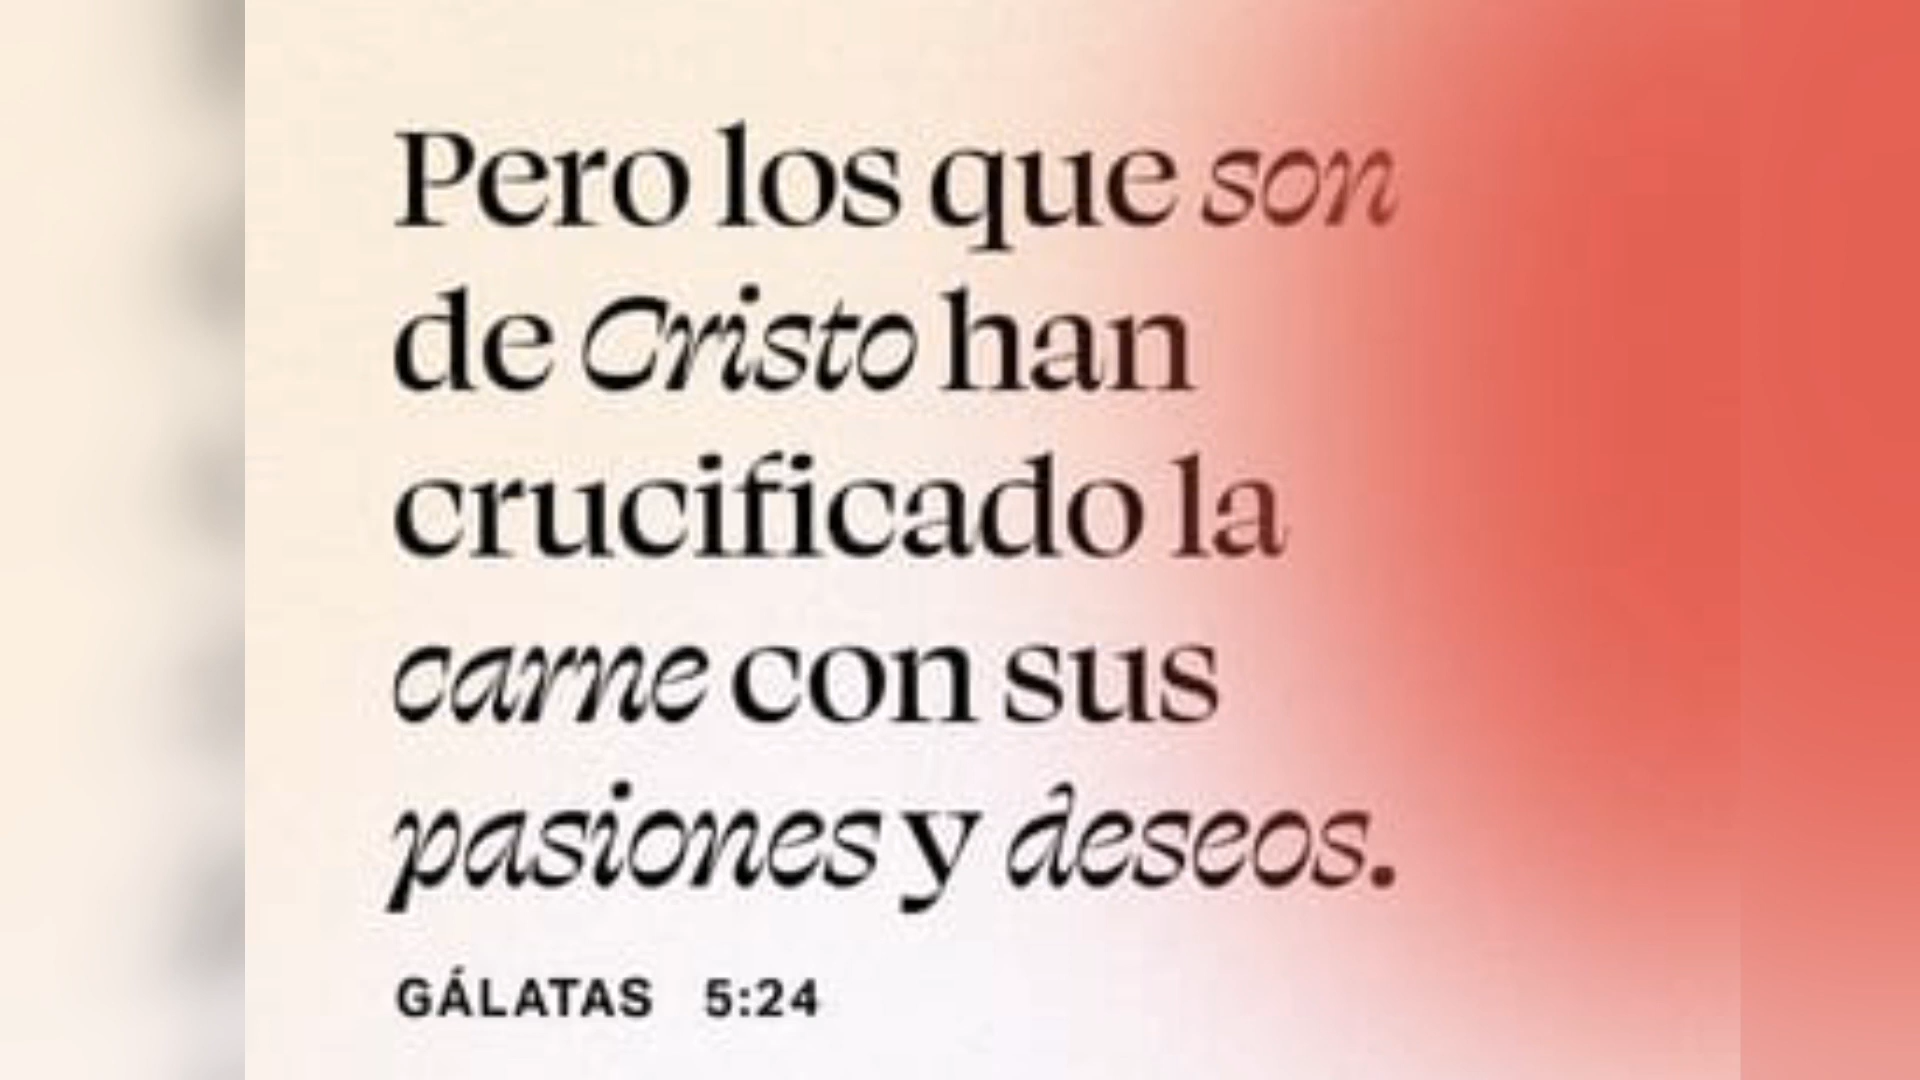 Pero los que son
de Cristo han
crucificado la
carne con sus
pasiones y deseos.
GÁLATAS 5:24